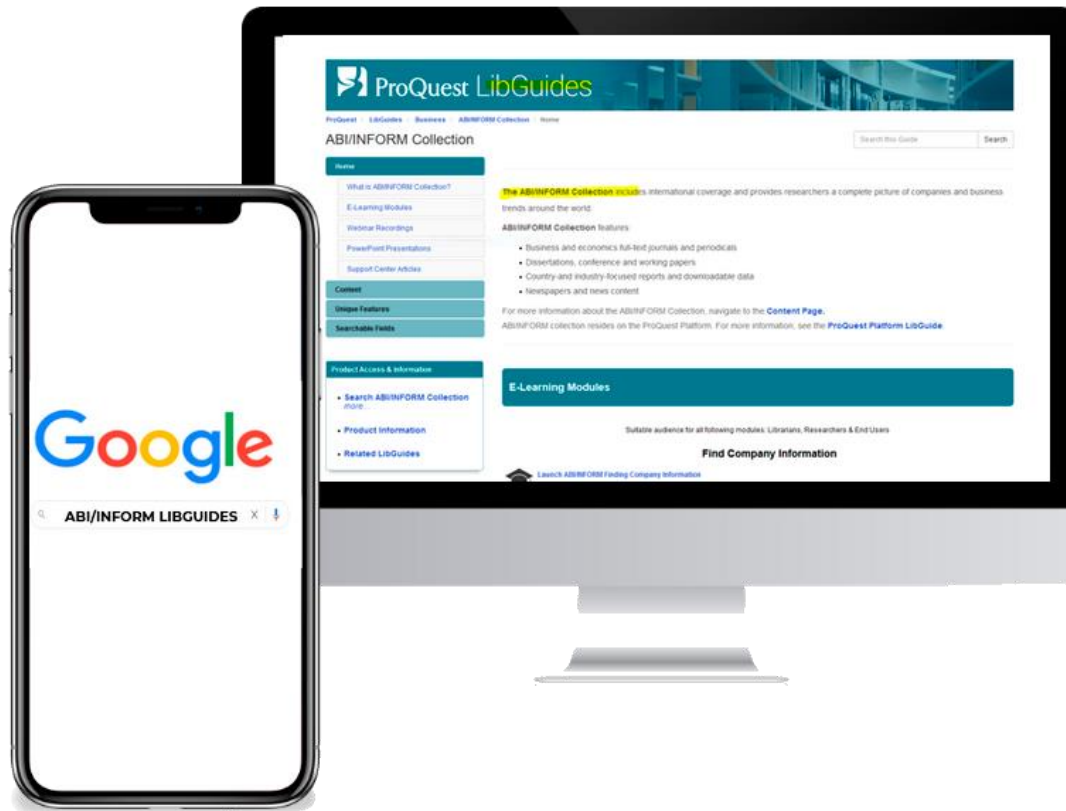 ProQuest LibGuides
ProQuest / LibGuides / Business / ABI/INFORM Collection / Home
ABI/INFORM Collection
Search this Guide
Search
Home
What is ABI/INFORM Collection?
E-Learning Modules
Webinar Recordings
PowerPoint Presentations
Support Center Articles
Content
Unique Features
Searchable Fields
Product Access & Information
• Search ABI/INFORM Collection
more...
• Product Information
• Related LibGuides
The ABI/INFORM Collection includes international coverage and provides researchers a complete picture of companies and business
trends around the world.
ABI/INFORM Collection features:
• Business and economics full-text journals and periodicals
• Dissertations, conference and working papers
• Country-and industry-focused reports and downloadable data
• Newspapers and news content
For more information about the ABI/INFORM Collection, navigate to the Content Page.
ABI/INFORM collection resides on the ProQuest Platform. For more information, see the ProQuest Platform LibGuide
E-Learning Modules
Suitable audience for all following modules: Librarians, Researchers & End Users
Find Company Information
Launch ABI/INFORM Finding Company Information
Google
ABI/INFORM LIBGUIDES X